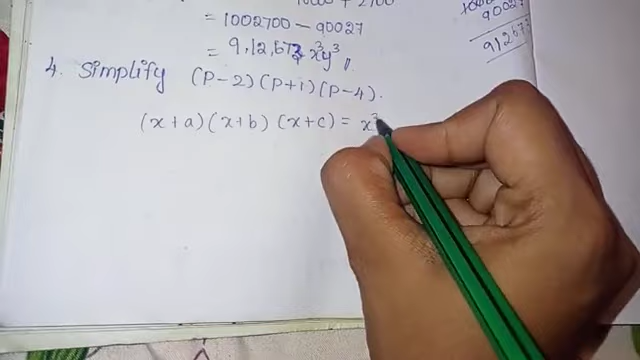 = 1002700 - 90027
= 9,12,673 x³y³ //
90027
912673
4. Simplify (P-2)(P+1)(P-4).
(x+a)(x+b)(x+c) = x³